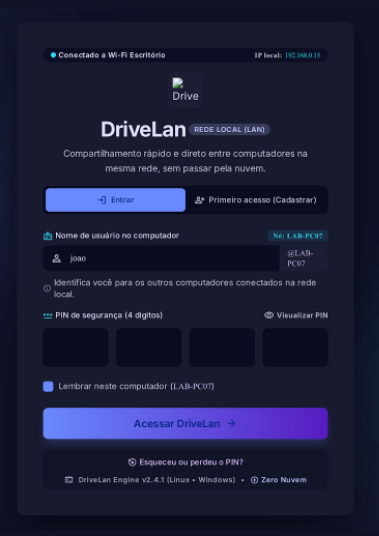 Conectado a Wi-Fi Escritório IP local: 192.168.0.15
Drive
DriveLan REDE LOCAL (LAN)
Compartilhamento rápido e direto entre computadores na
mesma rede, sem passar pela nuvem.
Entrar Primeiro acesso (Cadastrar)
Nome de usuário no computador Nó: LAB-PC07
joao @LAB-
PC07
Identifica você para os outros computadores conectados na rede
local.
PIN de segurança (4 dígitos) Visualizar PIN
Lembrar neste computador (LAB-PC07)
Acessar DriveLan →
Esqueceu ou perdeu o PIN?
DriveLan Engine v2.4.1 (Linux • Windows) • Zero Nuvem